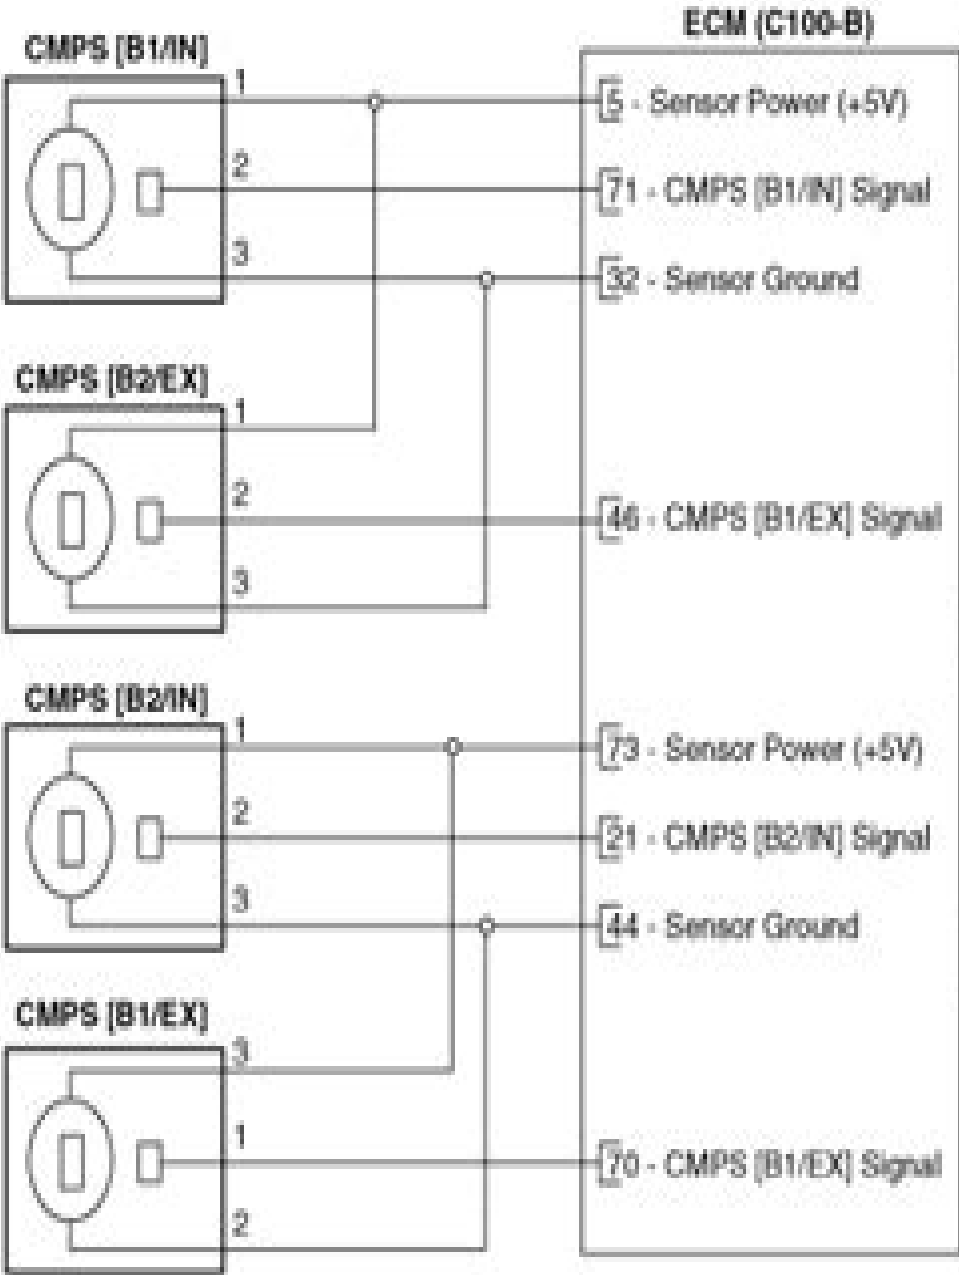 ECM (C100-B)
CMPS [B1/IN]
1
5 - Sensor Power (+5V)
2
71 - CMPS [B1/IN] Signal
3
32 - Sensor Ground
CMPS [B2/EX]
1
2
46 - CMPS [B1/EX] Signal
3
CMPS [B2/IN]
1
73 - Sensor Power (+5V)
2
21 - CMPS [B2/IN] Signal
3
44 - Sensor Ground
CMPS [B1/EX]
3
1
70 - CMPS [B1/EX] Signal
2